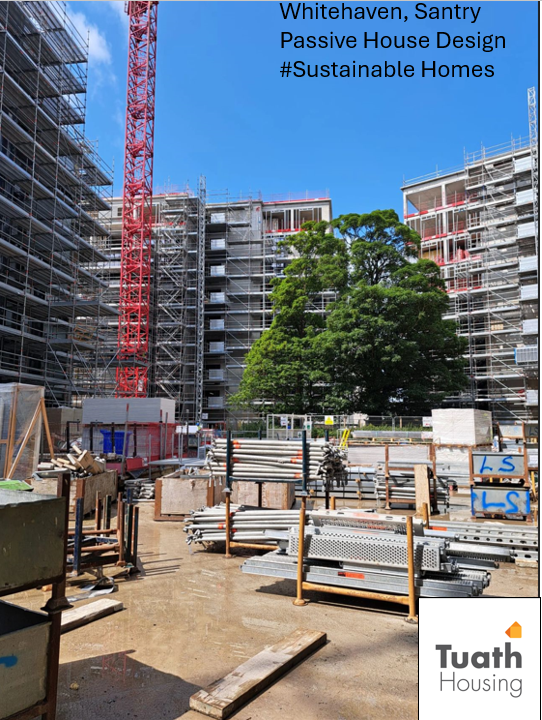 Whitehaven, Santry
Passive House Design
#Sustainable Homes
LS
LS
Tuath
Housing